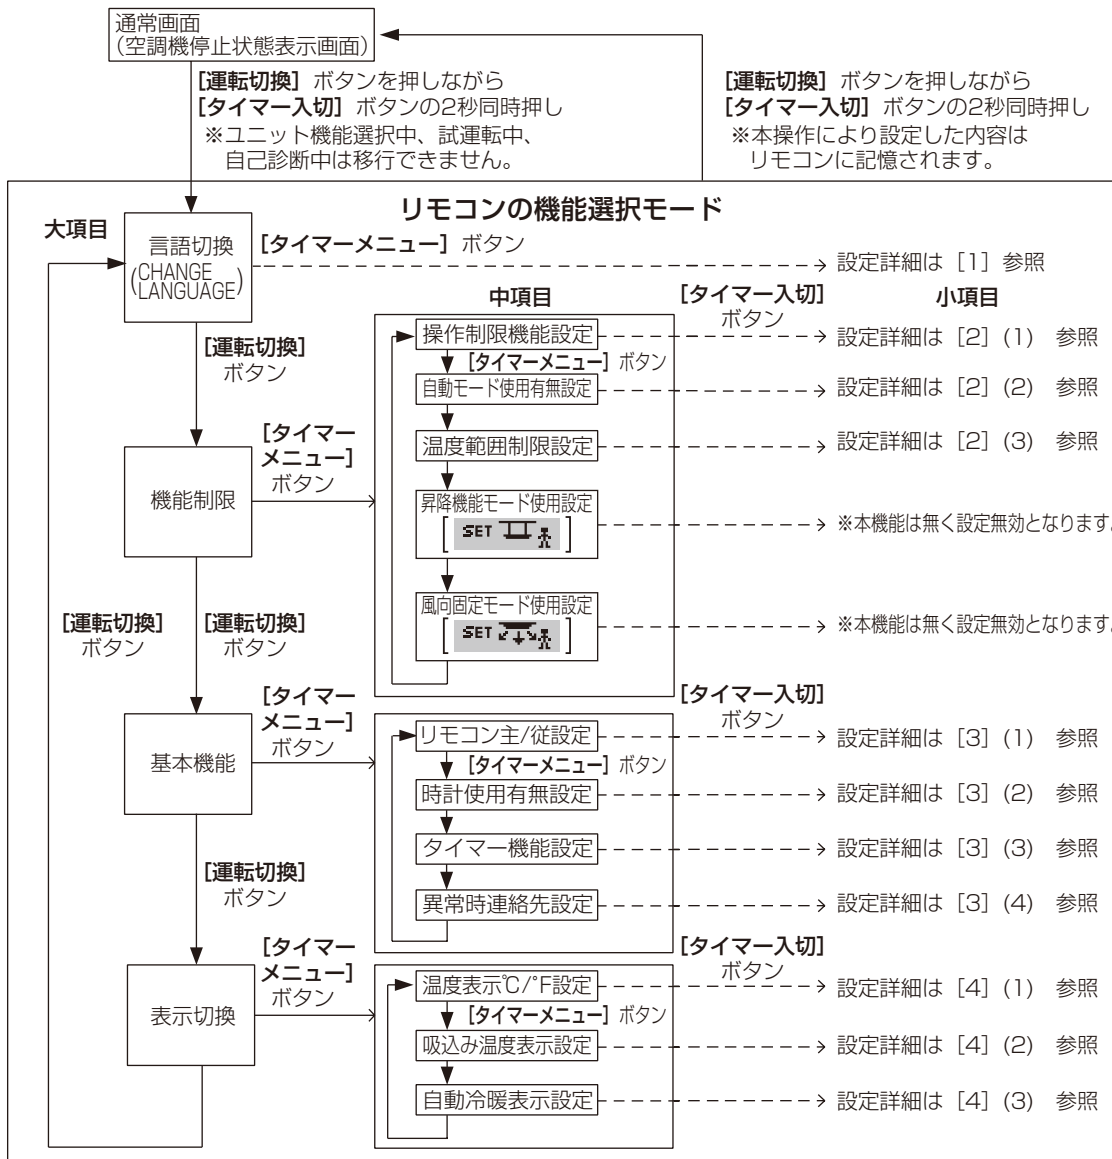 通常画面
(空調機停止状態表示画面)
[運転切換] ボタンを押しながら
[タイマー入切] ボタンの2秒同時押し
※ユニット機能選択中、試運転中、
自己診断中は移行できません。
[運転切換] ボタンを押しながら
[タイマー入切] ボタンの2秒同時押し
※本操作により設定した内容は
リモコンに記憶されます。
リモコンの機能選択モード
大項目
言語切換
(CHANGE
LANGUAGE)
[タイマーメニュー] ボタン
設定詳細は [1] 参照
中項目
[タイマー入切]
ボタン
小項目
[運転切換]
ボタン
操作制限機能設定
設定詳細は [2] (1) 参照
[タイマーメニュー] ボタン
自動モード使用有無設定
設定詳細は [2] (2) 参照
温度範囲制限設定
設定詳細は [2] (3) 参照
[タイマー
メニュー]
ボタン
機能制限
昇降機能モード使用設定
[SET]
※本機能は無く設定無効となります。
風向固定モード使用設定
[SET]
※本機能は無く設定無効となります。
[運転切換]
ボタン
[運転切換]
ボタン
[タイマー
メニュー]
ボタン
[タイマー入切]
ボタン
基本機能
リモコン主/従設定
設定詳細は [3] (1) 参照
[タイマーメニュー] ボタン
時計使用有無設定
設定詳細は [3] (2) 参照
タイマー機能設定
設定詳細は [3] (3) 参照
異常時連絡先設定
設定詳細は [3] (4) 参照
[運転切換]
ボタン
[タイマー
メニュー]
ボタン
[タイマー入切]
ボタン
表示切換
温度表示℃/°F設定
設定詳細は [4] (1) 参照
[タイマーメニュー] ボタン
吸込み温度表示設定
設定詳細は [4] (2) 参照
自動冷暖表示設定
設定詳細は [4] (3) 参照